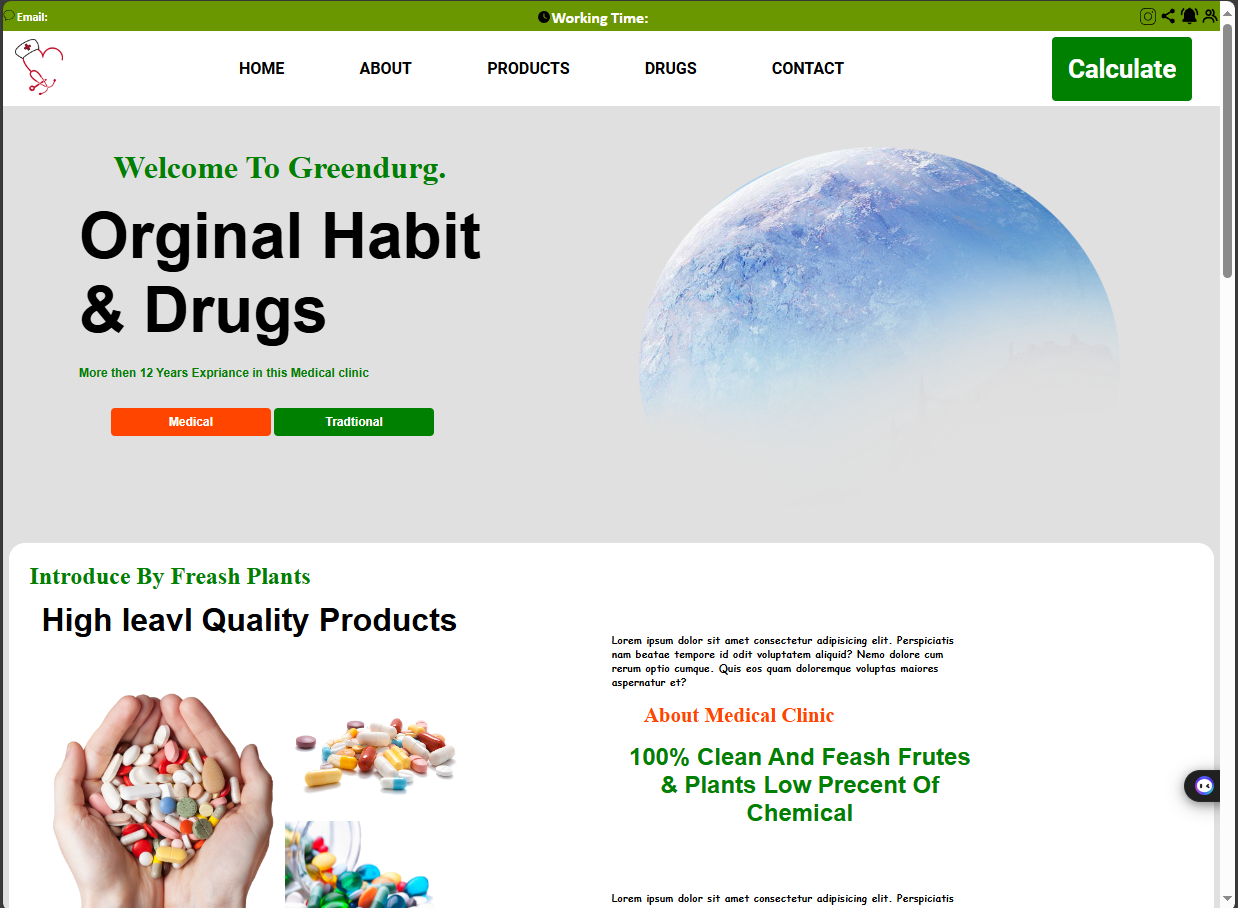 Email:
Working Time:
HOME
ABOUT
PRODUCTS
DRUGS
CONTACT
Calculate
Welcome To Greendurg.
Orginal Habit
& Drugs
More then 12 Years Expriance in this Medical clinic
Medical
Tradtional
Introduce By Freash Plants
High leavl Quality Products
Lorem ipsum dolor sit amet consectetur adipisicing elit. Perspiciatis
nam beatae tempore id odit voluptatem aliquid? Nemo dolore cum
rerum optio cumque. Quis eos quam doloremque voluptas maiores
aspernatur et?
About Medical Clinic
100% Clean And Feash Frutes
& Plants Low Precent Of
Chemical
Lorem ipsum dolor sit amet consectetur adipisicing elit. Perspiciatis